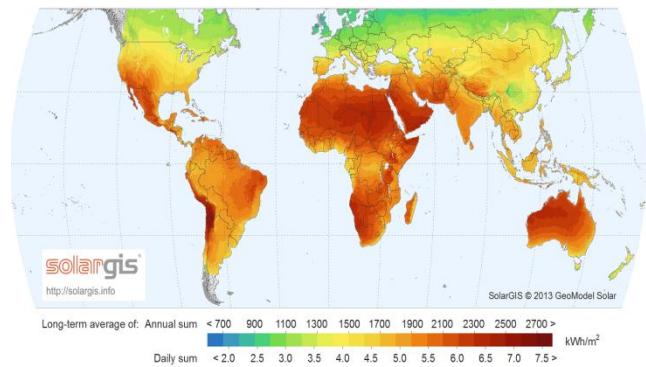 solargis
http://solargis.info
SolarGIS © 2013 GeoModel Solar
Long-term average of: Annual sum < 700 900 1100 1300 1500 1700 1900 2100 2300 2500 2700 > kWh/m²
Daily sum < 2.0 2.5 3.0 3.5 4.0 4.5 5.0 5.5 6.0 6.5 7.0 7.5 >